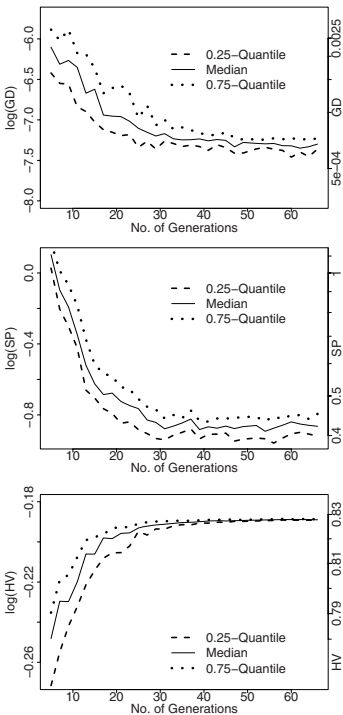 log(GD)
-6.0
-6.5
-7.0
-7.5
-8.0
0.25-Quantile
Median
0.75-Quantile
0.0025
GD
5e-04
10 20 30 40 50 60
No. of Generations
log(SP)
0.0
-0.4
-0.8
0.25-Quantile
Median
0.75-Quantile
1
SP
0.5
0.4
10 20 30 40 50 60
No. of Generations
log(HV)
-0.18
-0.22
-0.26
0.25-Quantile
Median
0.75-Quantile
0.83
0.81
0.79
HV
10 20 30 40 50 60
No. of Generations